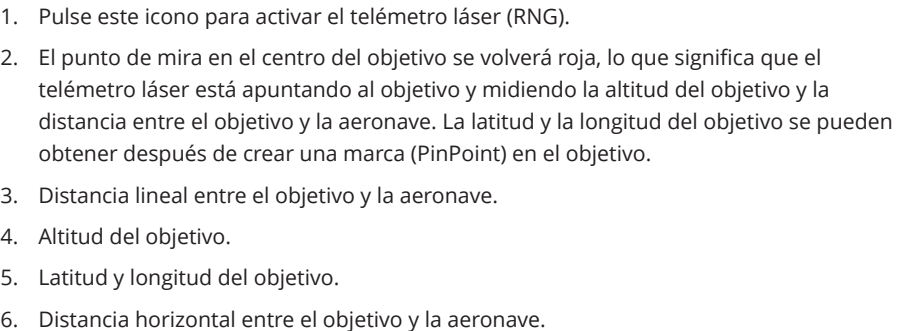 1. Pulse este icono para activar el telémetro láser (RNG).
2. El punto de mira en el centro del objetivo se volverá roja, lo que significa que el
telémetro láser está apuntando al objetivo y midiendo la altitud del objetivo y la
distancia entre el objetivo y la aeronave. La latitud y la longitud del objetivo se pueden
obtener después de crear una marca (PinPoint) en el objetivo.
3. Distancia lineal entre el objetivo y la aeronave.
4. Altitud del objetivo.
5. Latitud y longitud del objetivo.
6. Distancia horizontal entre el objetivo y la aeronave.